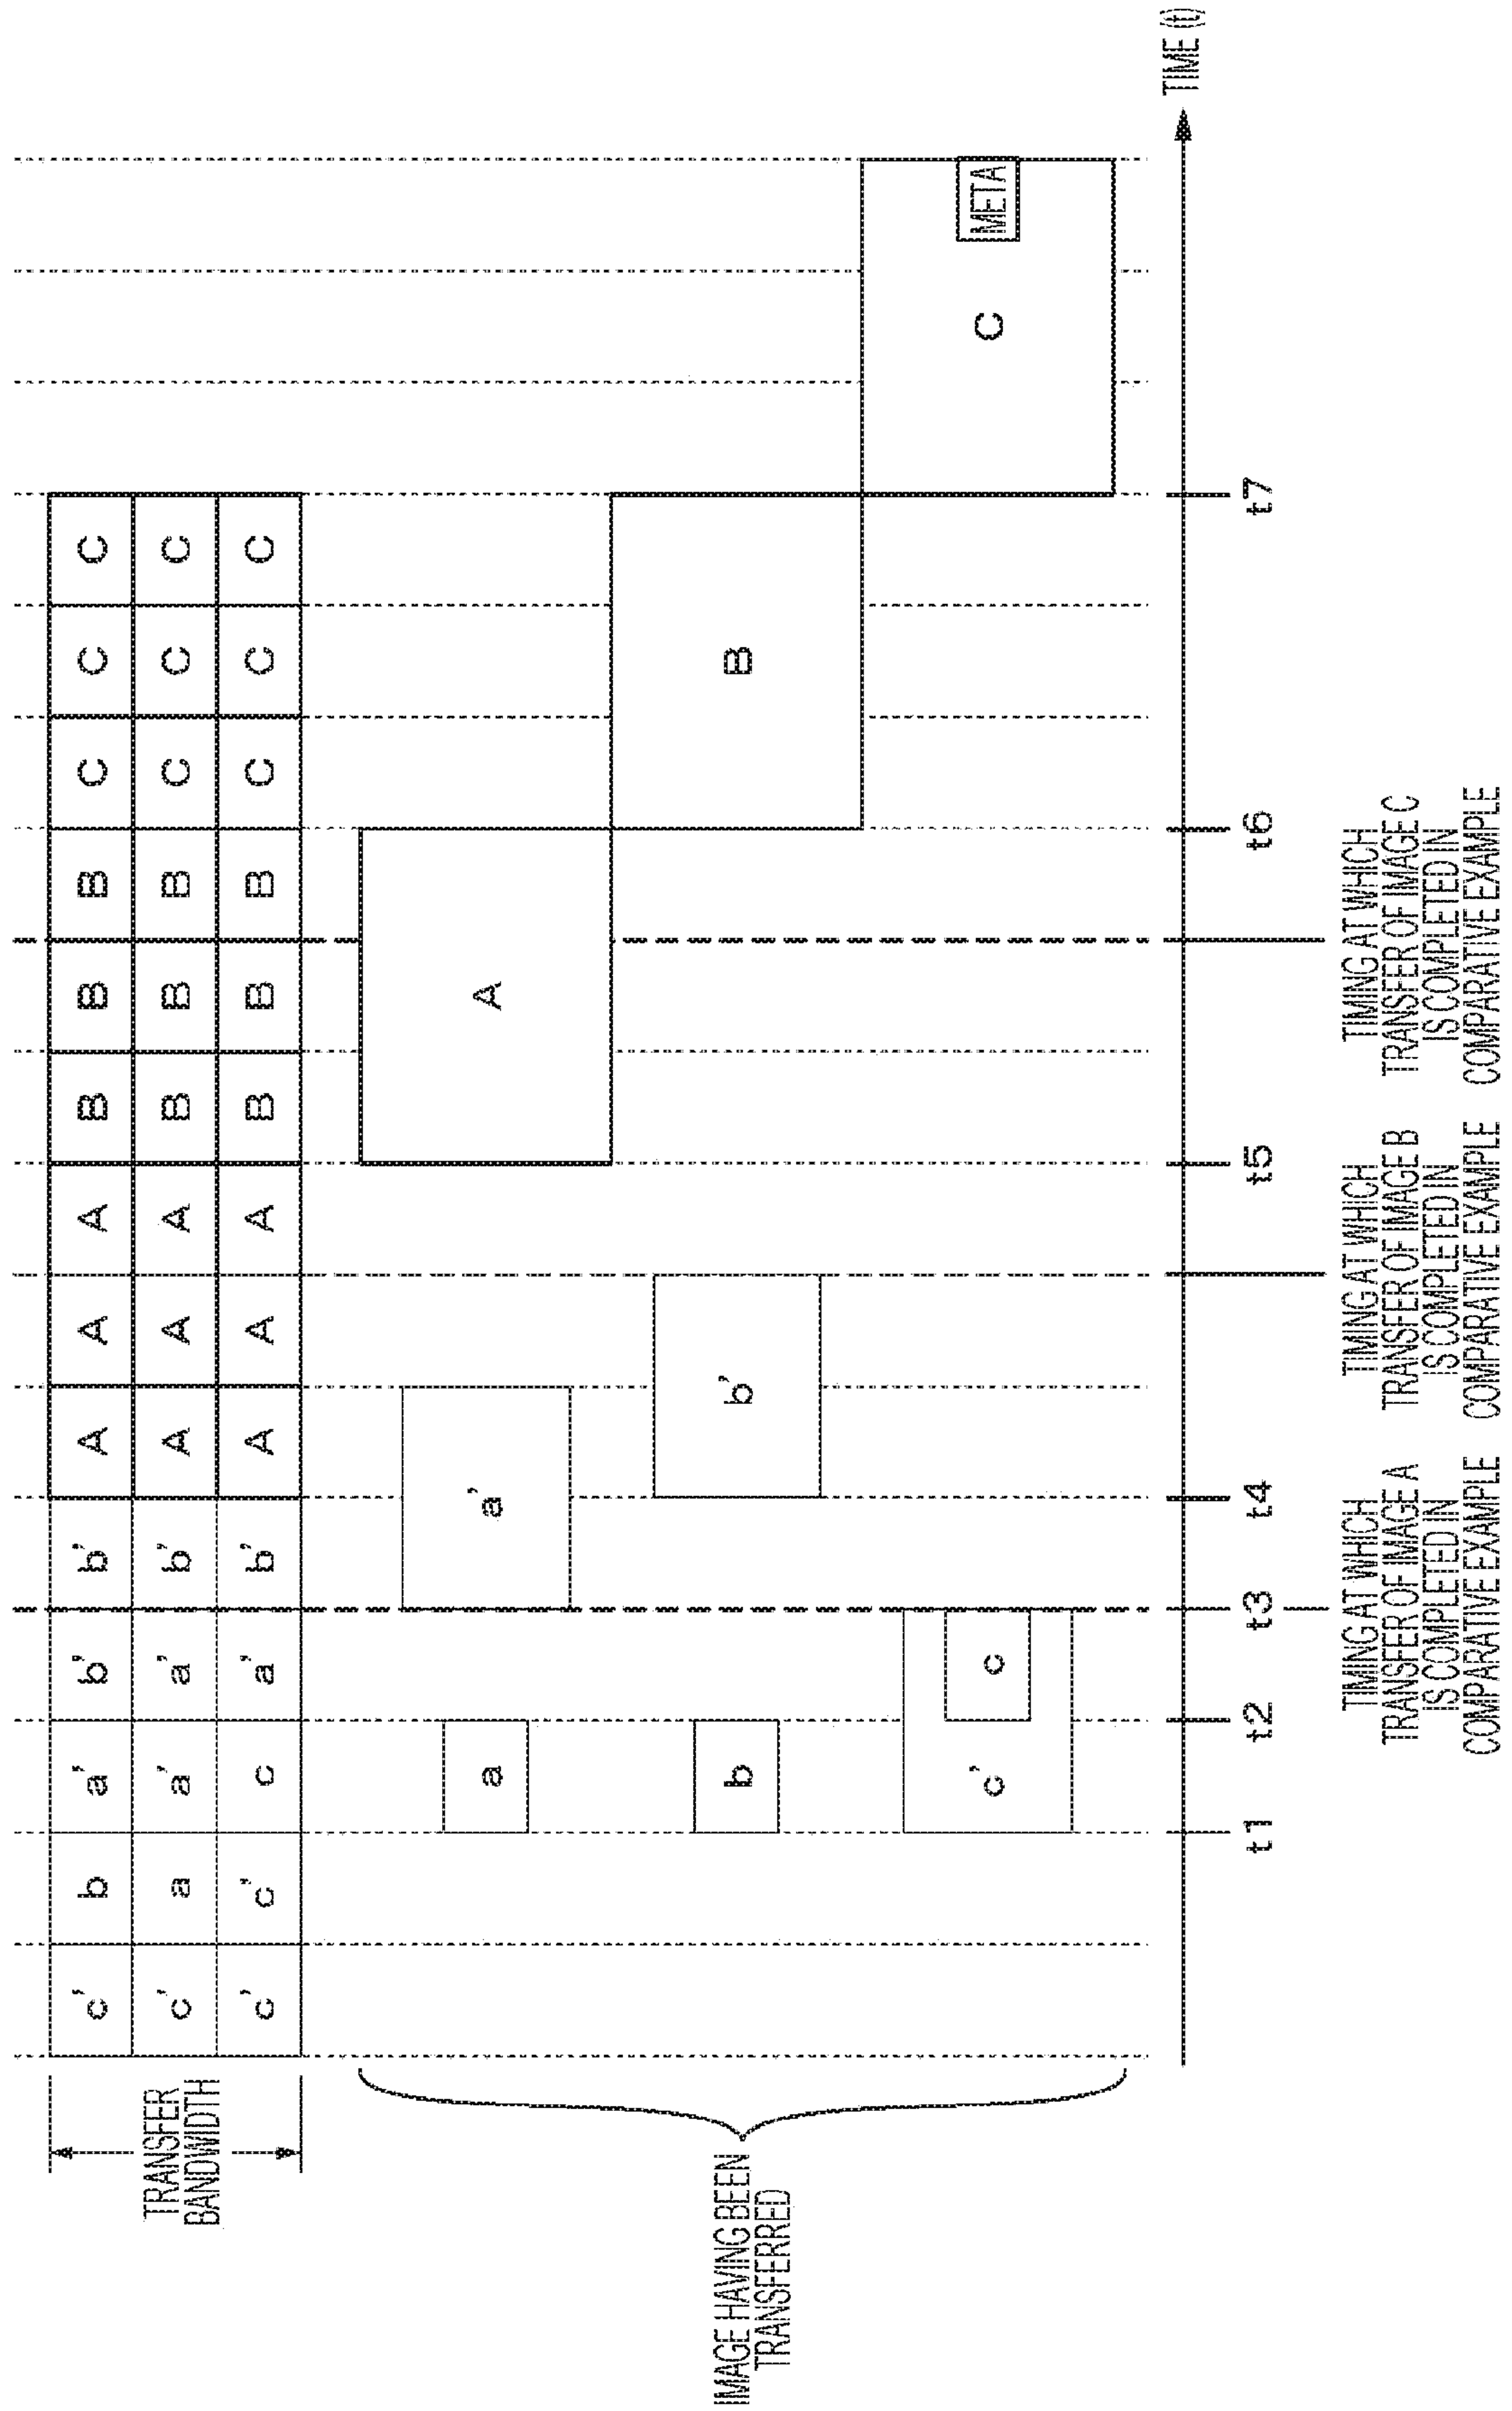 TRANSFER
BANDWIDTH
c' b a' b' b' A A A B B B C C C
c' a a' a' b' A A A B B B C C C
c' c' c a' b' A A A B B B C C C
IMAGE HAVING BEEN
TRANSFERRED
a a' A
b b' B
c' c C META
TIME (t)
t1 t2 t3 t4 t5 t6 t7
TIMING AT WHICH
TRANSFER OF IMAGE A
IS COMPLETED IN
COMPARATIVE EXAMPLE
TIMING AT WHICH
TRANSFER OF IMAGE B
IS COMPLETED IN
COMPARATIVE EXAMPLE
TIMING AT WHICH
TRANSFER OF IMAGE C
IS COMPLETED IN
COMPARATIVE EXAMPLE